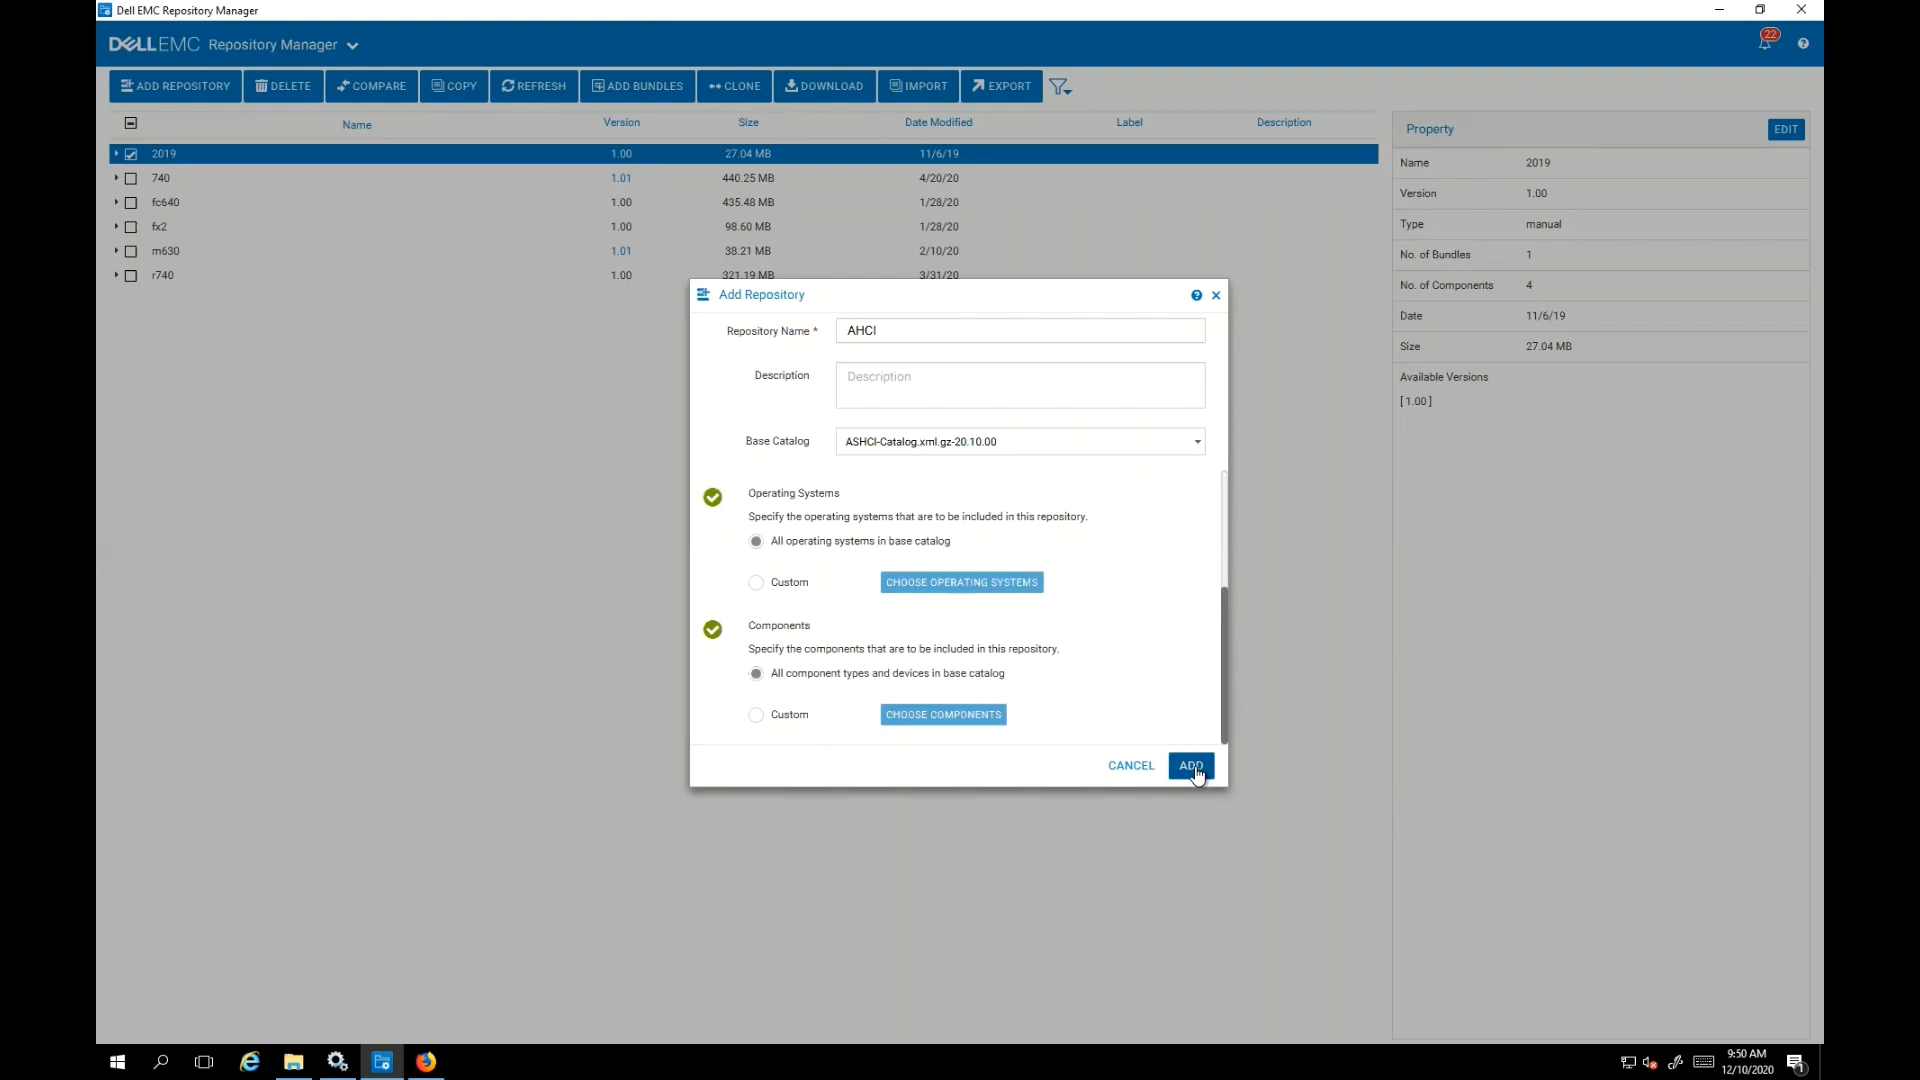 Dell EMC Repository Manager
DELLEMC Repository Manager
22
ADD REPOSITORY DELETE COMPARE COPY REFRESH ADD BUNDLES CLONE DOWNLOAD IMPORT EXPORT
Name Version Size Date Modified Label Description
2019 1.00 27.04 MB 11/6/19
740 1.01 440.25 MB 4/20/20
fc640 1.00 435.48 MB 1/28/20
fx2 1.00 98.60 MB 1/28/20
m630 1.01 38.21 MB 2/10/20
r740 1.00 321.19 MB 3/31/20
Property EDIT
Name 2019
Version 1.00
Type manual
No. of Bundles 1
No. of Components 4
Date 11/6/19
Size 27.04 MB
Available Versions
[ 1.00 ]
Add Repository
Repository Name * AHCI
Description Description
Base Catalog ASHCI-Catalog.xml.gz-20.10.00
Operating Systems
Specify the operating systems that are to be included in this repository.
All operating systems in base catalog
Custom CHOOSE OPERATING SYSTEMS
Components
Specify the components that are to be included in this repository.
All component types and devices in base catalog
Custom CHOOSE COMPONENTS
CANCEL ADD
9:50 AM
12/10/2020
1